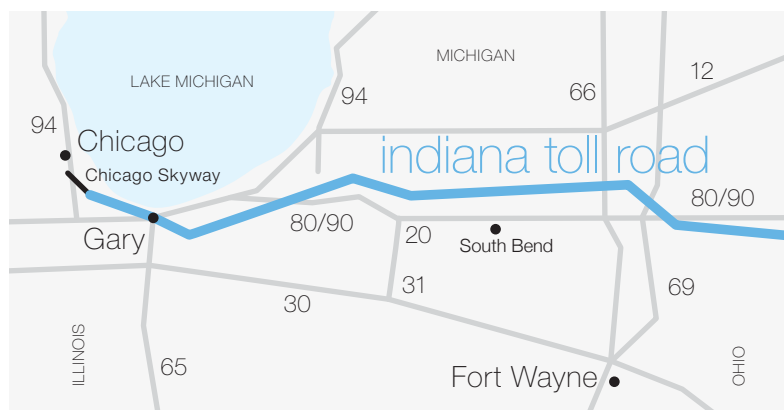 LAKE MICHIGAN
MICHIGAN
12
66
94
94
Chicago
indiana toll road
Chicago Skyway
80/90
80/90
Gary
20
South Bend
31
69
30
65
ILLINOIS
Fort Wayne
OHIO